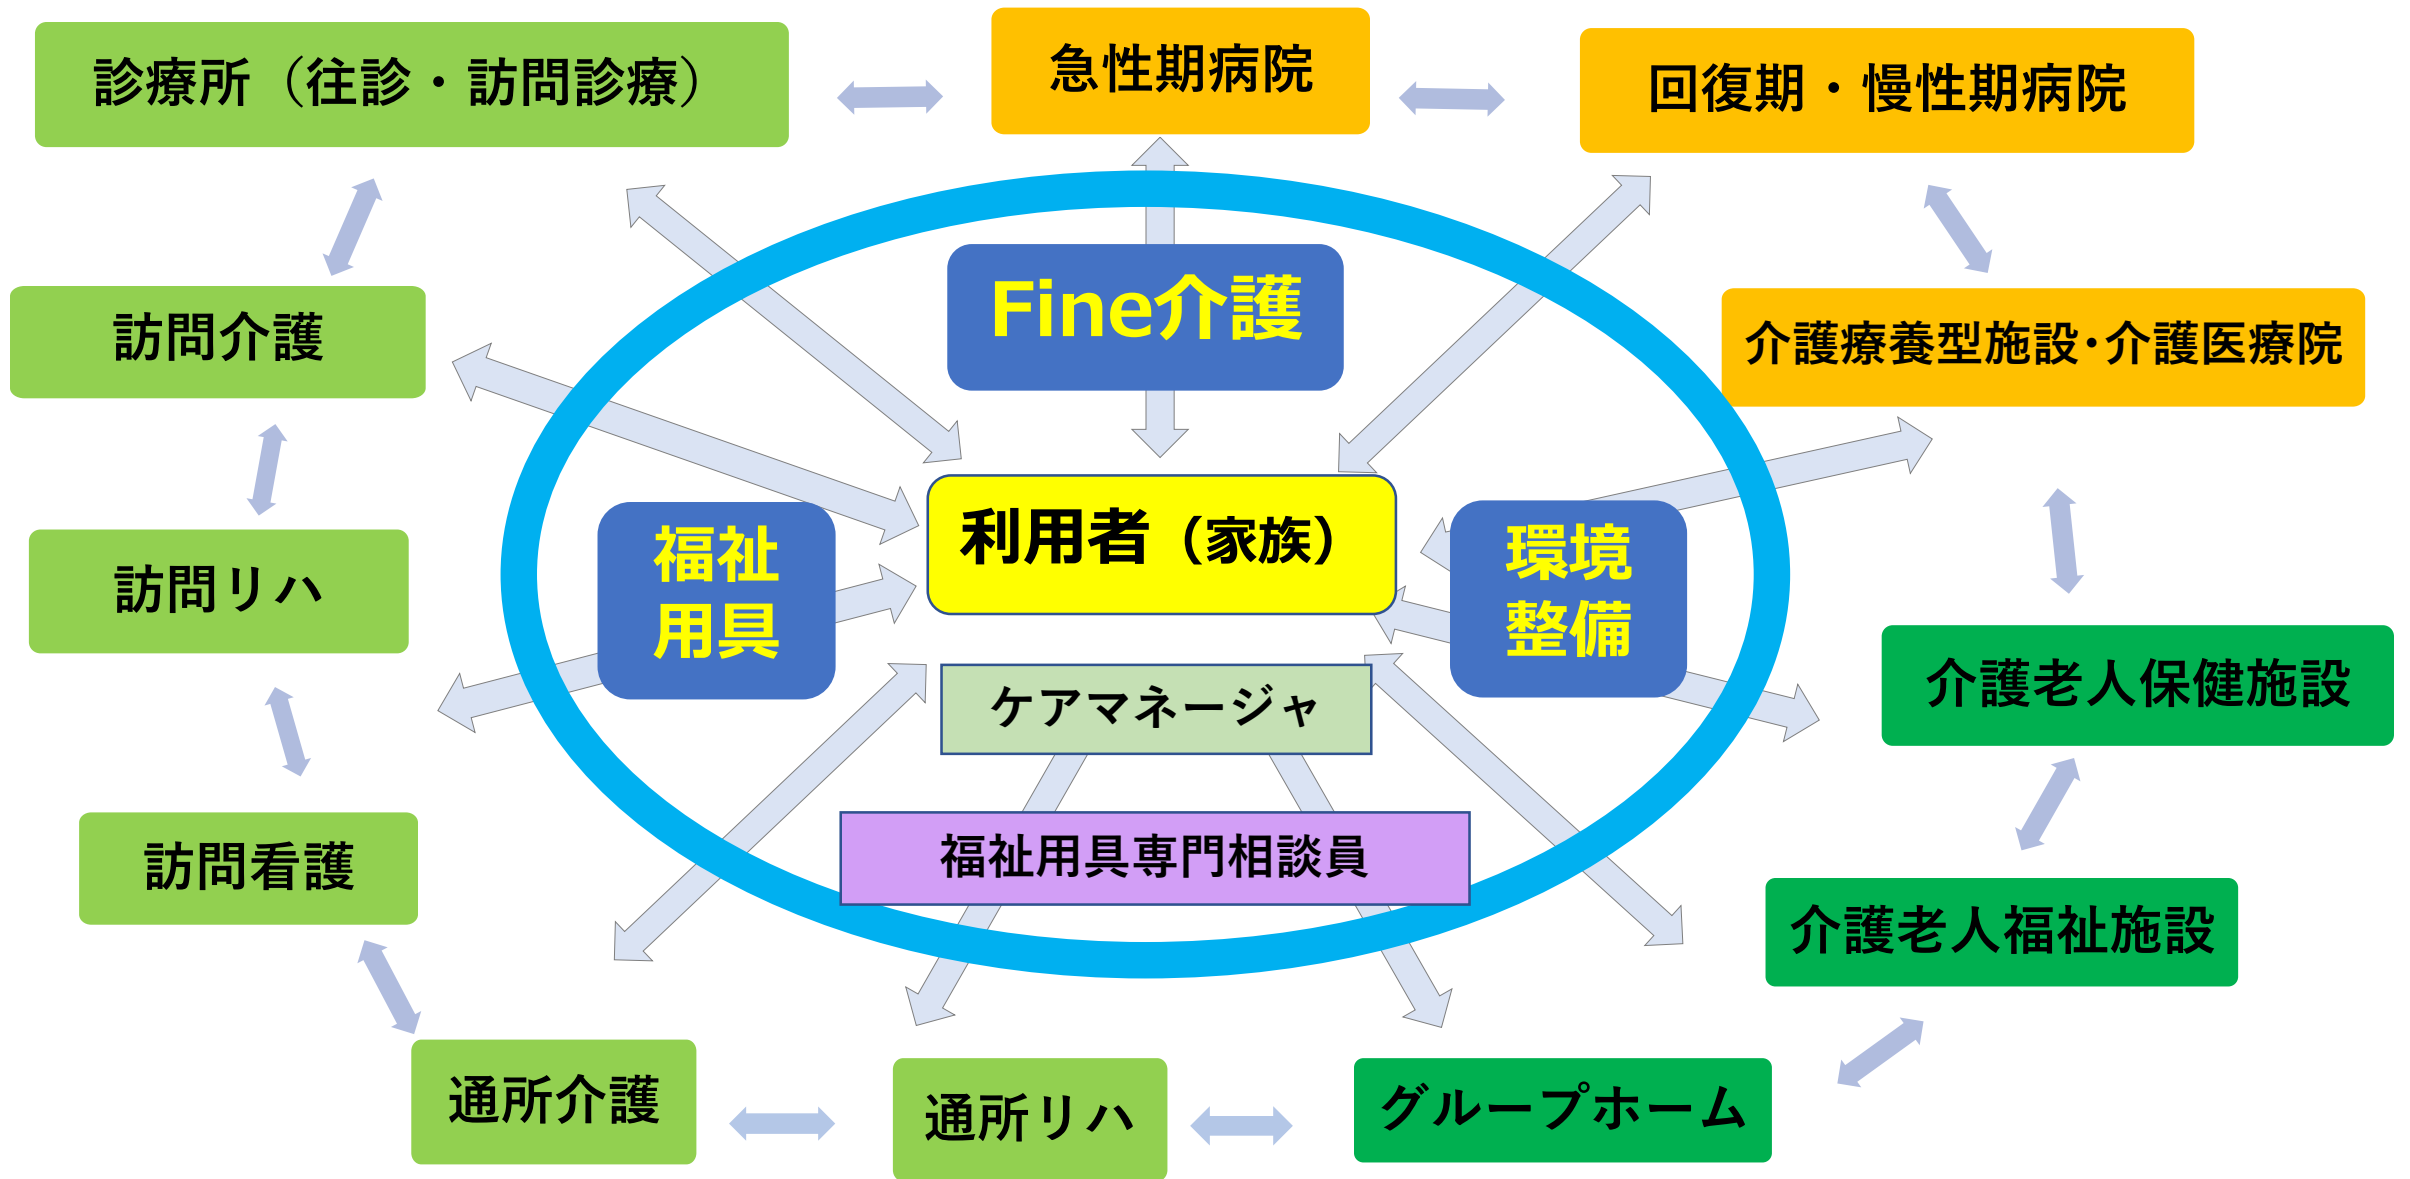 診療所（往診・訪問診療）
急性期病院
回復期・慢性期病院
訪問介護
Fine介護
介護療養型施設･介護医療院
利用者（家族）
福祉
用具
環境
整備
訪問リハ
介護老人保健施設
ケアマネージャ
訪問看護
福祉用具専門相談員
介護老人福祉施設
通所介護
通所リハ
グループホーム